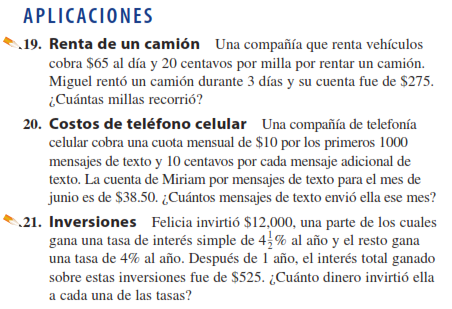 APLICACIONES
19. Renta de un camión Una compañía que renta vehículos
cobra $65 al día y 20 centavos por milla por rentar un camión.
Miguel rentó un camión durante 3 días y su cuenta fue de $275.
¿Cuántas millas recorrió?
20. Costos de teléfono celular Una compañía de telefonía
celular cobra una cuota mensual de $10 por los primeros 1000
mensajes de texto y 10 centavos por cada mensaje adicional de
texto. La cuenta de Miriam por mensajes de texto para el mes de
junio es de $38.50. ¿Cuántos mensajes de texto envió ella ese mes?
21. Inversiones Felicia invirtió $12,000, una parte de los cuales
gana una tasa de interés simple de 4½% al año y el resto gana
una tasa de 4% al año. Después de 1 año, el interés total ganado
sobre estas inversiones fue de $525. ¿Cuánto dinero invirtió ella
a cada una de las tasas?